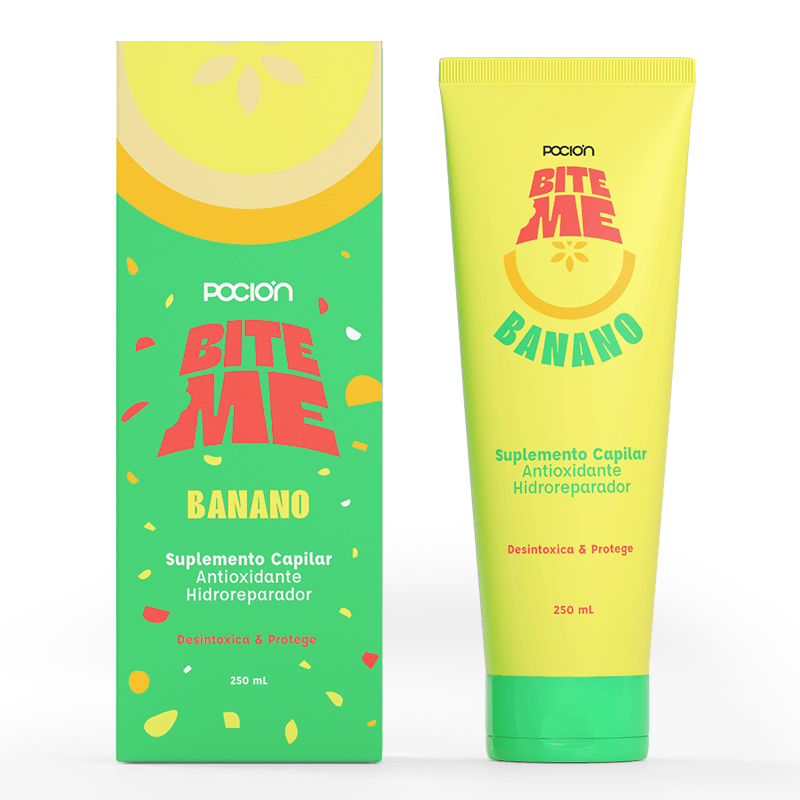 POCIÓN
BITE
ME
BANANO
Suplemento Capilar
Antioxidante
Hidroreparador
Desintoxica & Protege
250 mL
POCIÓN
BITE
ME
BANANO
Suplemento Capilar
Antioxidante
Hidroreparador
Desintoxica & Protege
250 mL